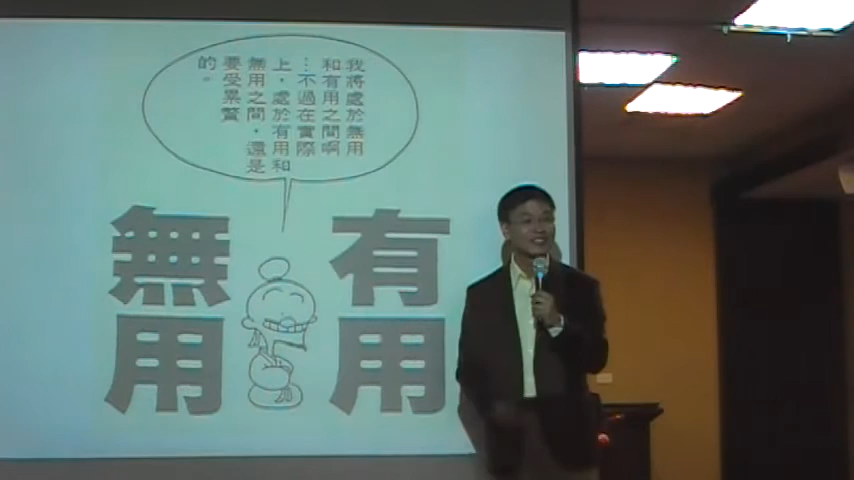 我將處於無用
和有用之間啊
…不過在實際
上，處於有用和
無用之間，還是
要受累贅
的。
有用
無用